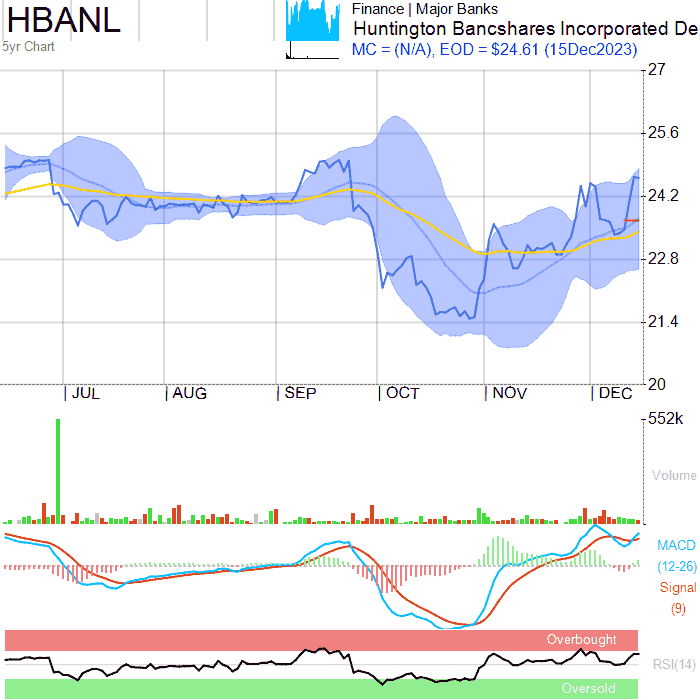 HBANL
5yr Chart
Finance | Major Banks
Huntington Bancshares Incorporated De
MC = (N/A), EOD = $24.61 (15Dec2023)
27
25.6
24.2
22.8
21.4
20
JUL AUG SEP OCT NOV DEC
552k
Volume
MACD
(12-26)
Signal
(9)
Overbought
RSI(14)
Oversold